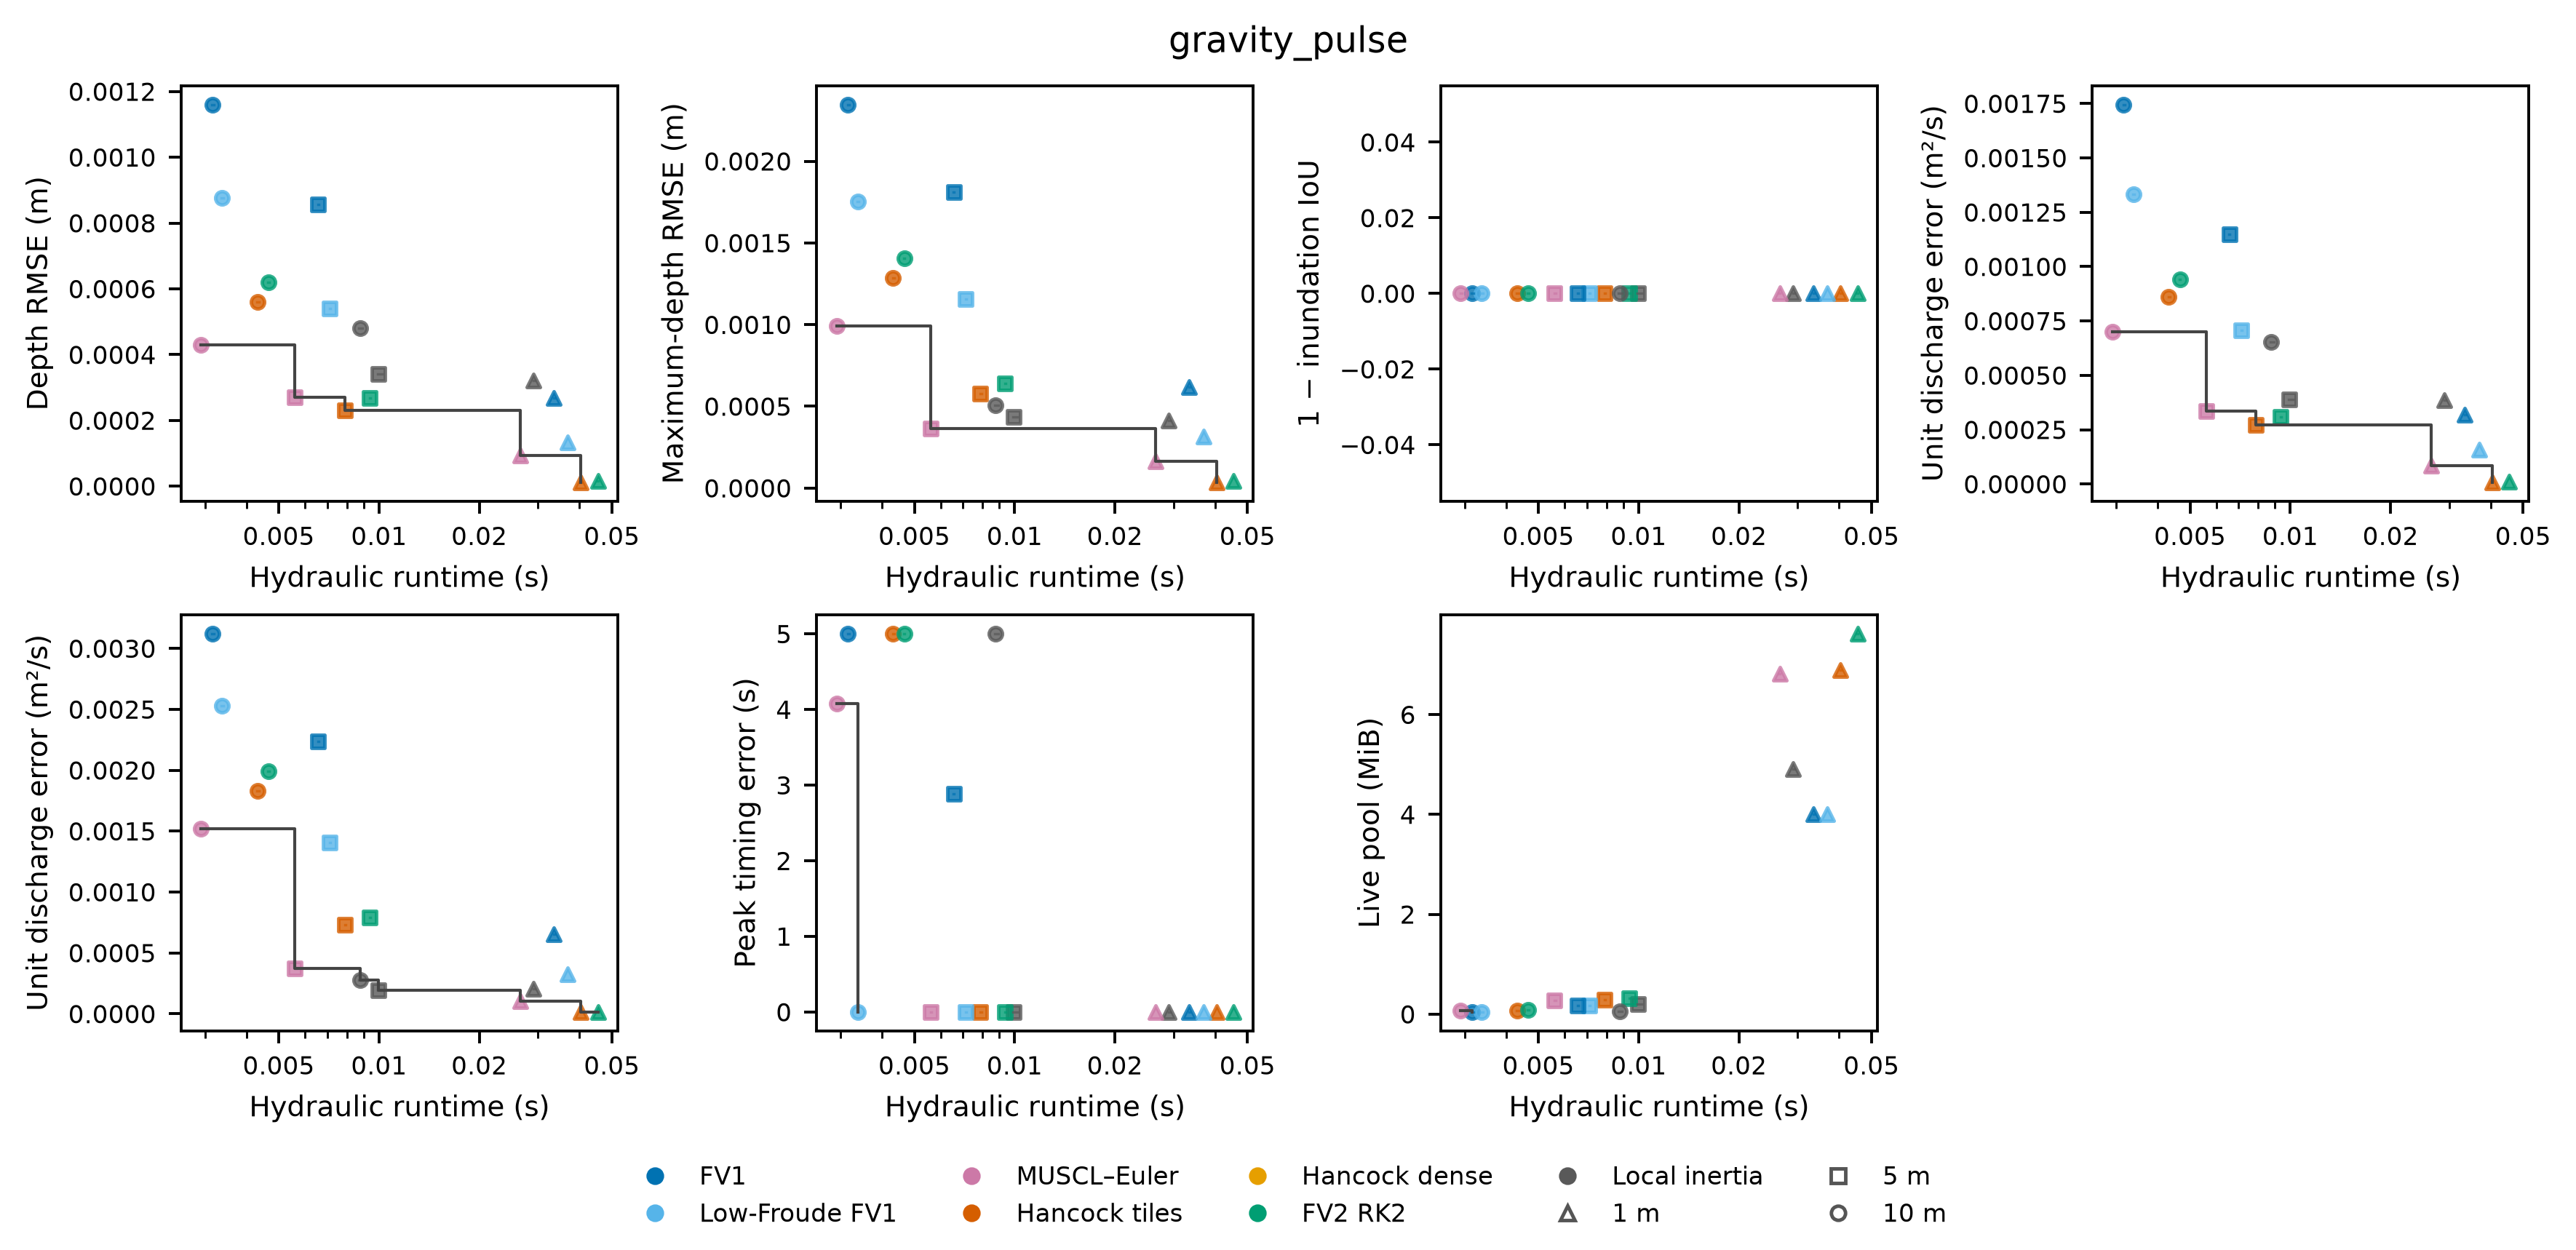 gravity_pulse
Depth RMSE (m)
0.0012
0.0010
0.0008
0.0006
0.0004
0.0002
0.0000
0.005 0.01 0.02 0.05
Hydraulic runtime (s)
Maximum-depth RMSE (m)
0.0020
0.0015
0.0010
0.0005
0.0000
0.005 0.01 0.02 0.05
Hydraulic runtime (s)
1 − inundation IoU
0.04
0.02
0.00
−0.02
−0.04
0.005 0.01 0.02 0.05
Hydraulic runtime (s)
Unit discharge error (m²/s)
0.00175
0.00150
0.00125
0.00100
0.00075
0.00050
0.00025
0.00000
0.005 0.01 0.02 0.05
Hydraulic runtime (s)
Unit discharge error (m²/s)
0.0030
0.0025
0.0020
0.0015
0.0010
0.0005
0.0000
0.005 0.01 0.02 0.05
Hydraulic runtime (s)
Peak timing error (s)
5
4
3
2
1
0
0.005 0.01 0.02 0.05
Hydraulic runtime (s)
Live pool (MiB)
6
4
2
0
0.005 0.01 0.02 0.05
Hydraulic runtime (s)
FV1 MUSCL–Euler Hancock dense Local inertia 5 m
Low-Froude FV1 Hancock tiles FV2 RK2 1 m 10 m